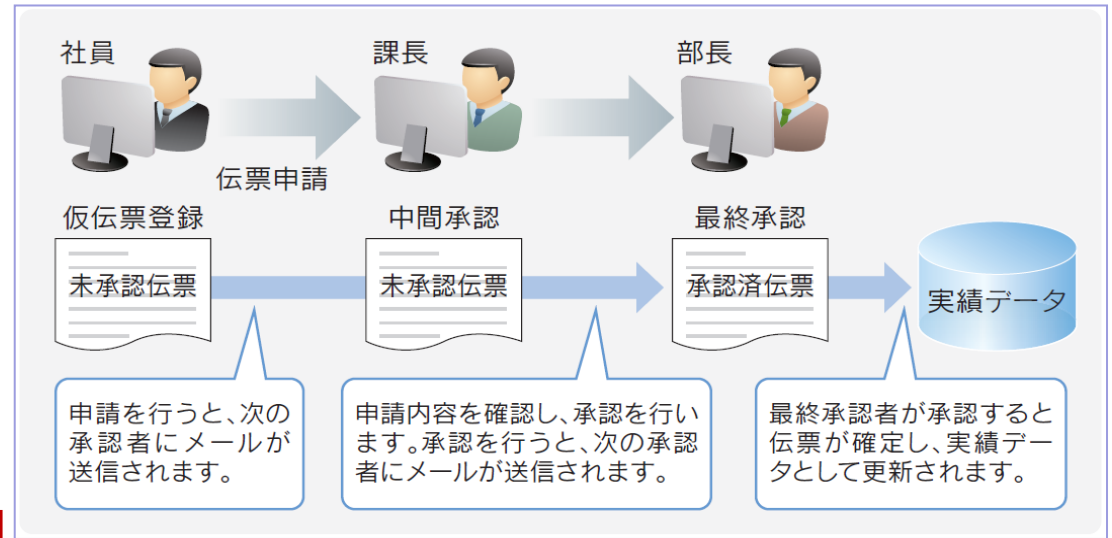 社員
課長
部長
伝票申請
仮伝票登録
中間承認
最終承認
未承認伝票
未承認伝票
承認済伝票
実績データ
申請を行うと、次の
承認者にメールが
送信されます。
申請内容を確認し、承認を行い
ます。承認を行うと、次の承認
者にメールが送信されます。
最終承認者が承認すると
伝票が確定し、実績デー
タとして更新されます。